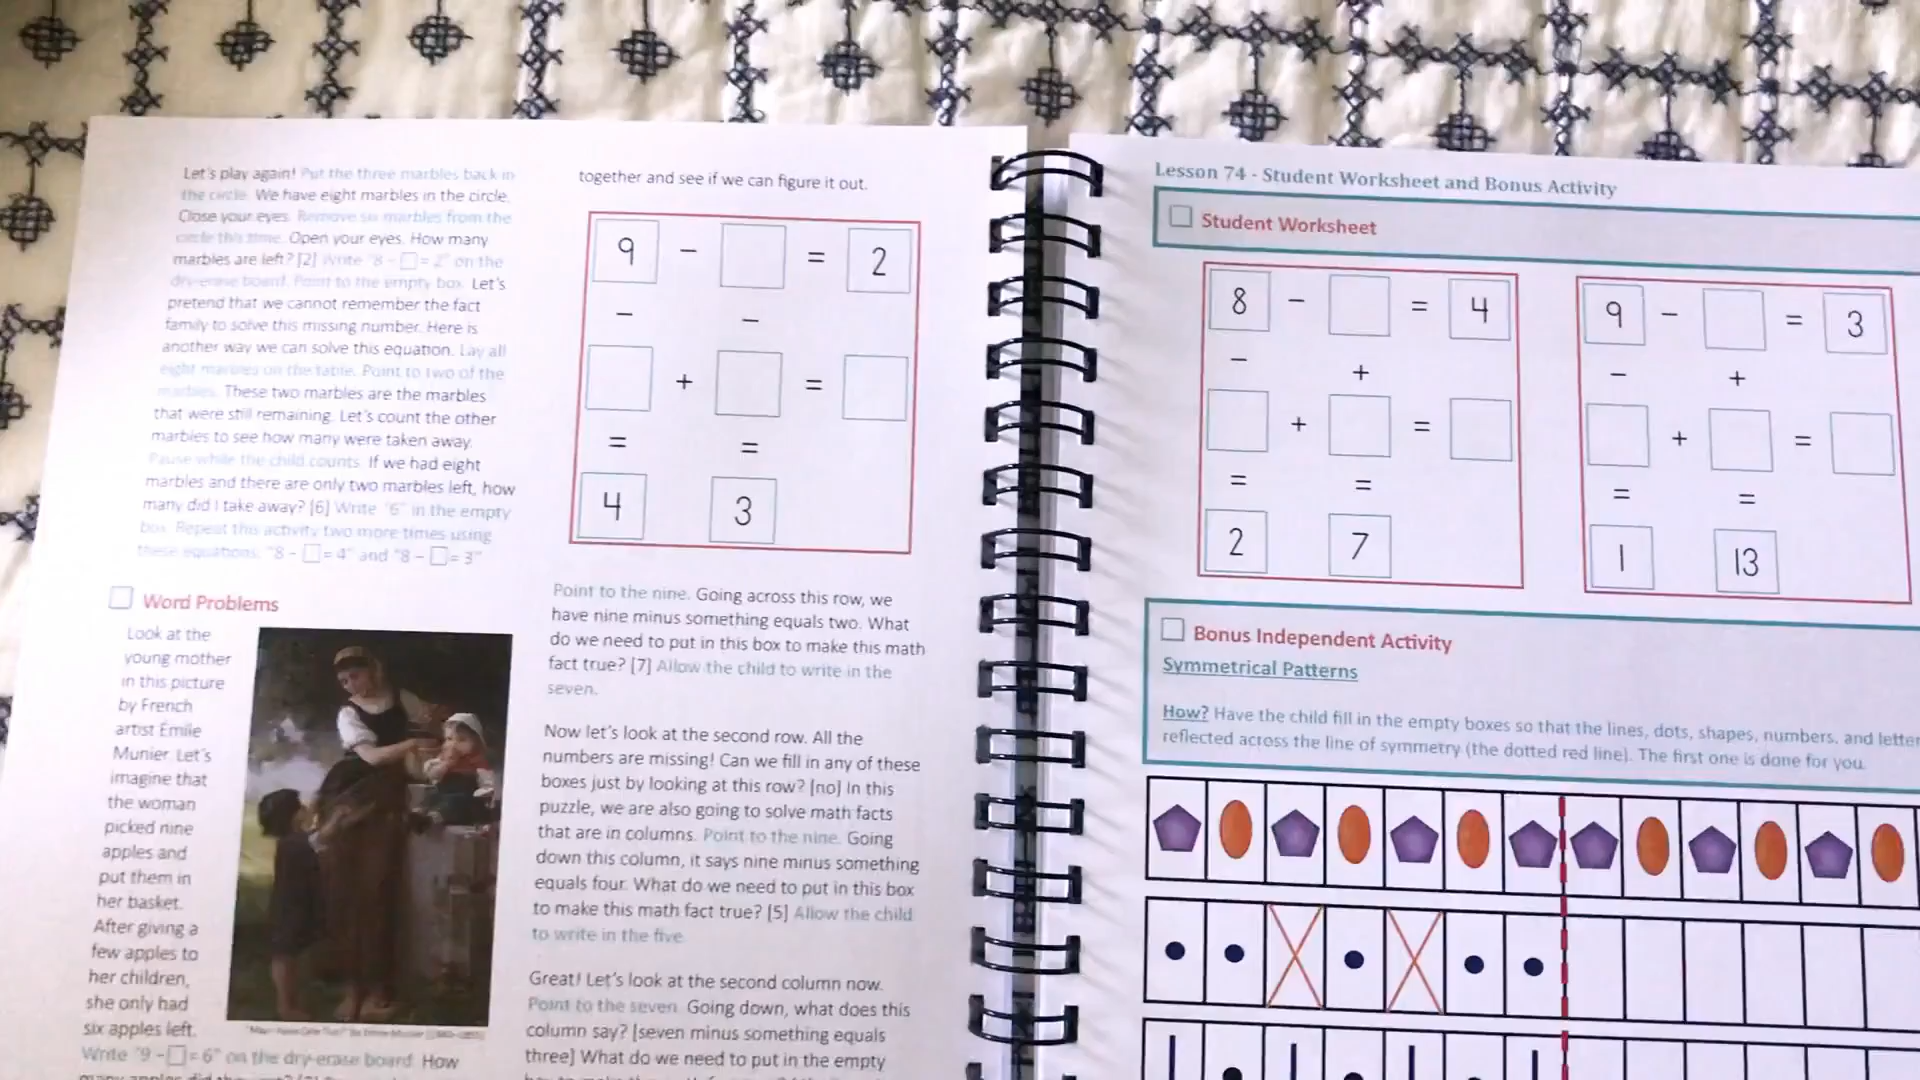 Let's play again! Put the three marbles back in
the circle. We have eight marbles in the circle.
Close your eyes. Remove six marbles from the
circle this time. Open your eyes. How many
marbles are left? [2] Write "8 - □ = 2" on the
dry-erase board. Point to the empty box. Let's
pretend that we cannot remember the fact
family to solve this missing number. Here is
another way we can solve this equation. Lay all
eight marbles on the table. Point to two of the
marbles. These two marbles are the marbles
that were still remaining. Let's count the other
marbles to see how many were taken away.
Pause while the child counts. If we had eight
marbles and there are only two marbles left, how
many did I take away? [6] Write "6" in the empty
box. Repeat this activity two more times using
these equations: "8 - □ = 4" and "8 - □ = 3"
Word Problems
Look at the
young mother
in this picture
by French
artist Émile
Munier. Let's
imagine that
the woman
picked nine
apples and
put them in
her basket.
After giving a
few apples to
her children,
she only had
six apples left.
Write "9 - □ = 6" on the dry-erase board. How
together and see if we can figure it out.
9 - □ = 2
- -
□ + □ = □
= =
4 3
Point to the nine. Going across this row, we
have nine minus something equals two. What
do we need to put in this box to make this math
fact true? [7] Allow the child to write in the
seven.
Now let's look at the second row. All the
numbers are missing! Can we fill in any of these
boxes just by looking at this row? [no] In this
puzzle, we are also going to solve math facts
that are in columns. Point to the nine. Going
down this column, it says nine minus something
equals four. What do we need to put in this box
to make this math fact true? [5] Allow the child
to write in the five.
Great! Let's look at the second column now.
Point to the seven. Going down, what does this
column say? [seven minus something equals
three] What do we need to put in the empty
Lesson 74 - Student Worksheet and Bonus Activity
Student Worksheet
8 - □ = 4
- +
□ + □ = □
= =
2 7
9 - □ = 3
- +
□ + □ = □
= =
1 13
Bonus Independent Activity
Symmetrical Patterns
How? Have the child fill in the empty boxes so that the lines, dots, shapes, numbers, and letter
reflected across the line of symmetry (the dotted red line). The first one is done for you.